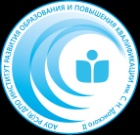 АОУ РС(Я) ДПО ИНСТИТУТ РАЗВИТИЯ ОБРАЗОВАНИЯ И ПОВЫШЕНИЯ КВАЛИФИКАЦИИ им. С. Н. Донского II